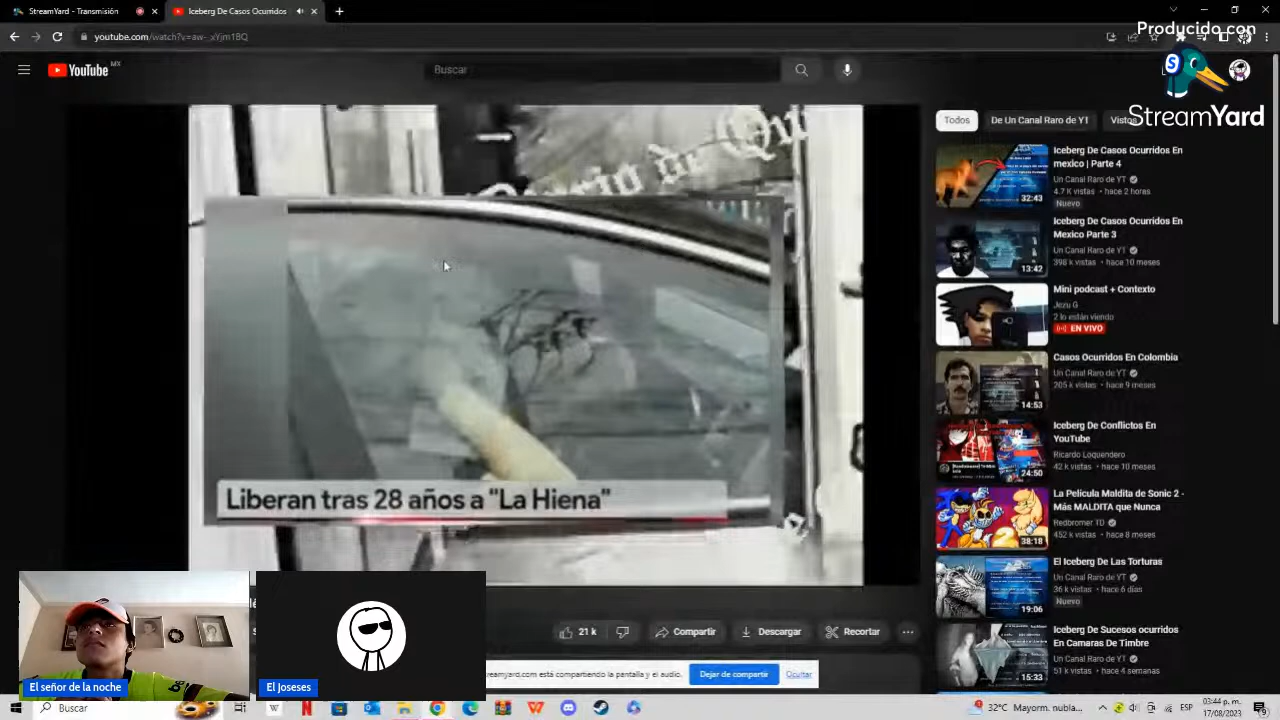 StreamYard - Transmisión
Iceberg De Casos Ocurridos
youtube.com/watch?v=aw-_xYjm1BQ
Producido con
StreamYard
YouTube MX
Buscar
Todos
De Un Canal Raro de YT
Vistos
Iceberg De Casos Ocurridos En
mexico | Parte 4
Un Canal Raro de YT
4.7 K vistas • hace 2 horas
Nuevo
32:43
Iceberg De Casos Ocurridos En
Mexico Parte 3
Un Canal Raro de YT
398 k vistas • hace 10 meses
13:42
Mini podcast + Contexto
Jezu G
2 lo están viendo
EN VIVO
Casos Ocurridos En Colombia
Un Canal Raro de YT
205 k vistas • hace 9 meses
14:53
Iceberg De Conflictos En
YouTube
Ricardo Loquendero
42 k vistas • hace 10 meses
24:50
La Película Maldita de Sonic 2 -
Más MALDITA que Nunca
Redbromer TD
452 k vistas • hace 8 meses
38:18
El Iceberg De Las Torturas
Un Canal Raro de YT
36 k vistas • hace 6 días
Nuevo
19:06
Iceberg De Sucesos ocurridos
En Camaras De Timbre
Un Canal Raro de YT
51 k vistas • hace 4 semanas
15:33
Liberan tras 28 años a "La Hiena"
21 k
Compartir
Descargar
Recortar
streamyard.com está compartiendo la pantalla y el audio.
Dejar de compartir
Ocultar
El señor de la noche
El Joseses
Buscar
32°C Mayorm. nubla...
ESP
03:44 p. m.
17/08/2023